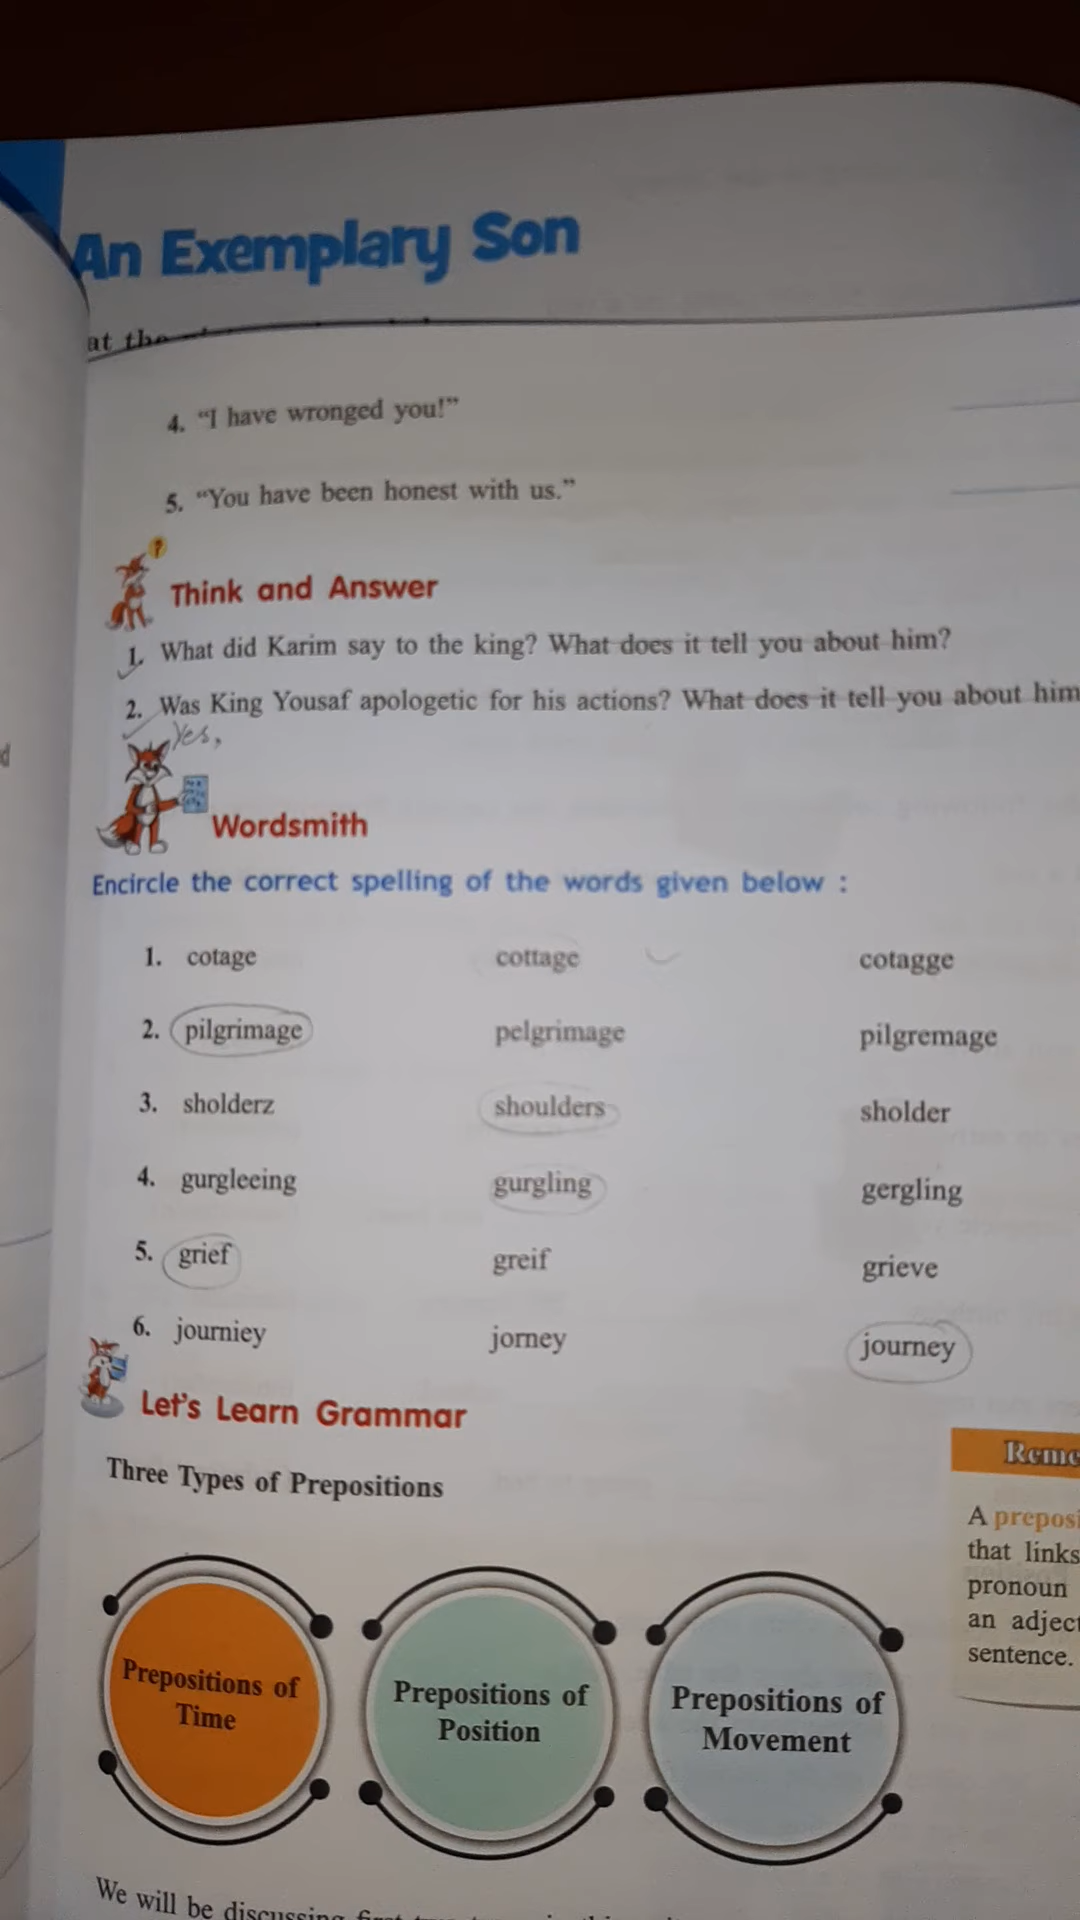 An Exemplary Son
at the
4. “I have wronged you!”
5. “You have been honest with us.”
?
Think and Answer
1. What did Karim say to the king? What does it tell you about him?
2. Was King Yousaf apologetic for his actions? What does it tell you about him
Yes,
Wordsmith
Encircle the correct spelling of the words given below :
1. cotage cottage cotagge
2. pilgrimage pelgrimage pilgremage
3. sholderz shoulders sholder
4. gurgleeing gurgling gergling
5. grief greif grieve
6. journiey jorney journey
Let's Learn Grammar
Three Types of Prepositions
Reme
A preposi
that links
pronoun
an adject
sentence.
Prepositions of
Time
Prepositions of
Position
Prepositions of
Movement
We will be discussing